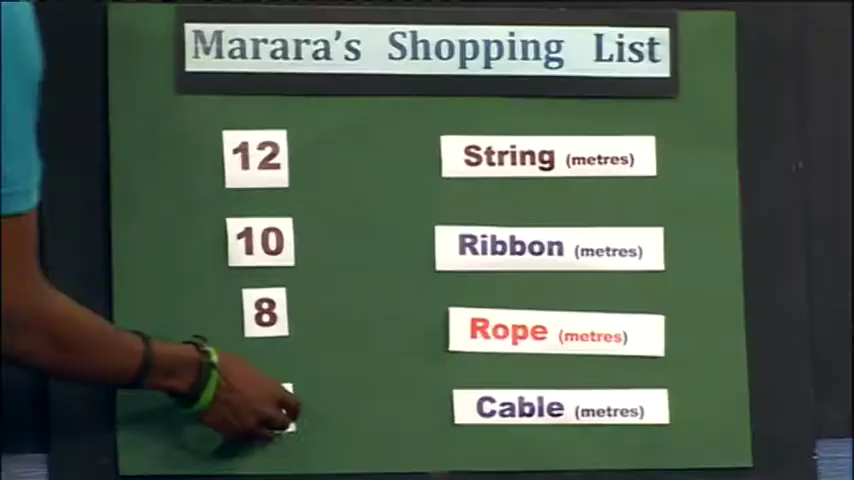 Marara's Shopping List
12 String (metres)
10 Ribbon (metres)
8 Rope (metres)
Cable (metres)